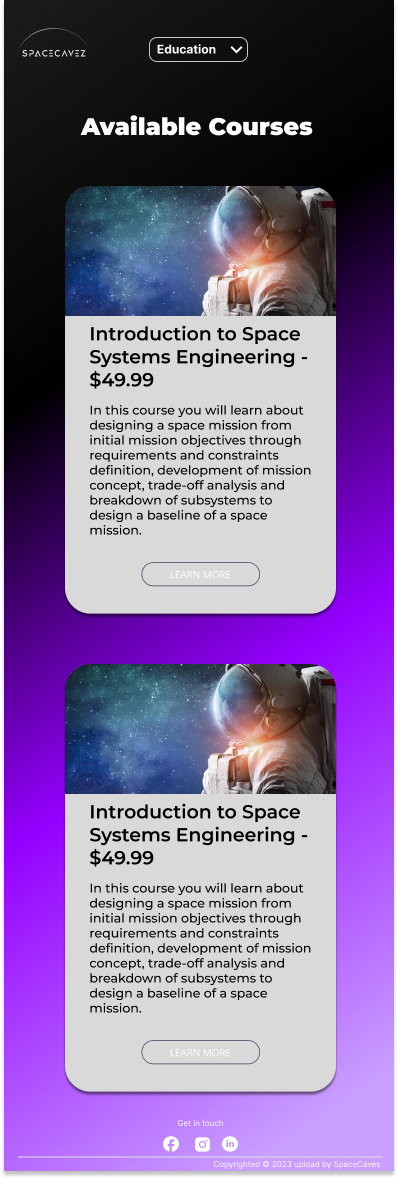 SPACECAVEZ
Education
Available Courses
Introduction to Space
Systems Engineering -
$49.99
In this course you will learn about
designing a space mission from
initial mission objectives through
requirements and constraints
definition, development of mission
concept, trade-off analysis and
breakdown of subsystems to
design a baseline of a space
mission.
LEARN MORE
Introduction to Space
Systems Engineering -
$49.99
In this course you will learn about
designing a space mission from
initial mission objectives through
requirements and constraints
definition, development of mission
concept, trade-off analysis and
breakdown of subsystems to
design a baseline of a space
mission.
LEARN MORE
Get in touch
Copyrighted © 2023 upload by SpaceCaves